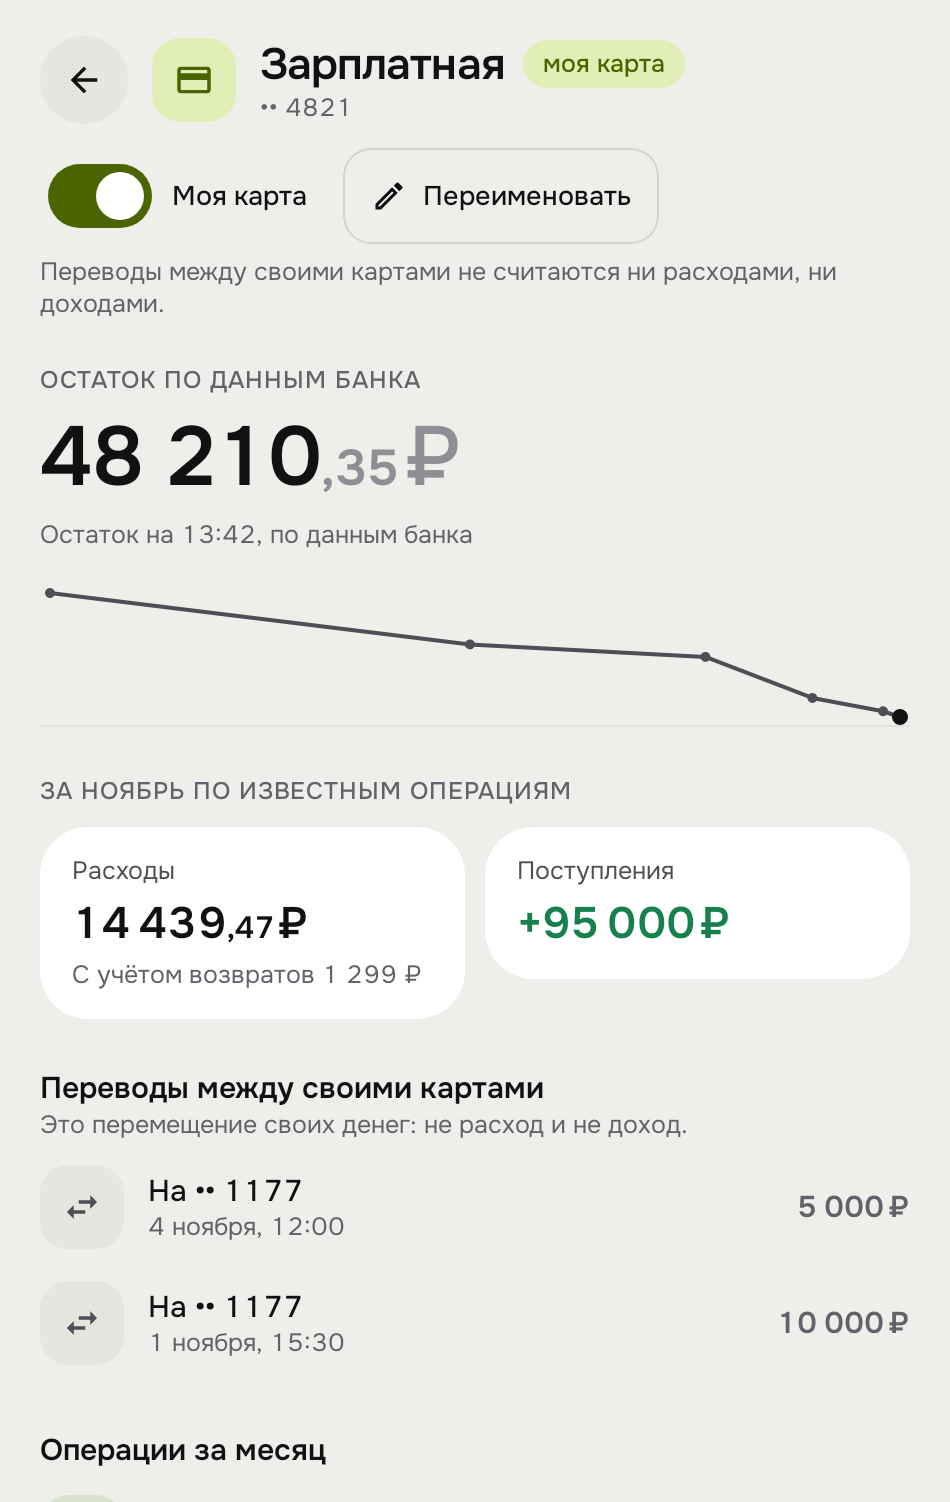 Зарплатная моя карта
•• 4821
Моя карта Переименовать
Переводы между своими картами не считаются ни расходами, ни
доходами.
ОСТАТОК ПО ДАННЫМ БАНКА
48 210,35 ₽
Остаток на 13:42, по данным банка
ЗА НОЯБРЬ ПО ИЗВЕСТНЫМ ОПЕРАЦИЯМ
Расходы
14 439,47 ₽
С учётом возвратов 1 299 ₽
Поступления
+95 000 ₽
Переводы между своими картами
Это перемещение своих денег: не расход и не доход.
На •• 1177
4 ноября, 12:00
5 000 ₽
На •• 1177
1 ноября, 15:30
10 000 ₽
Операции за месяц